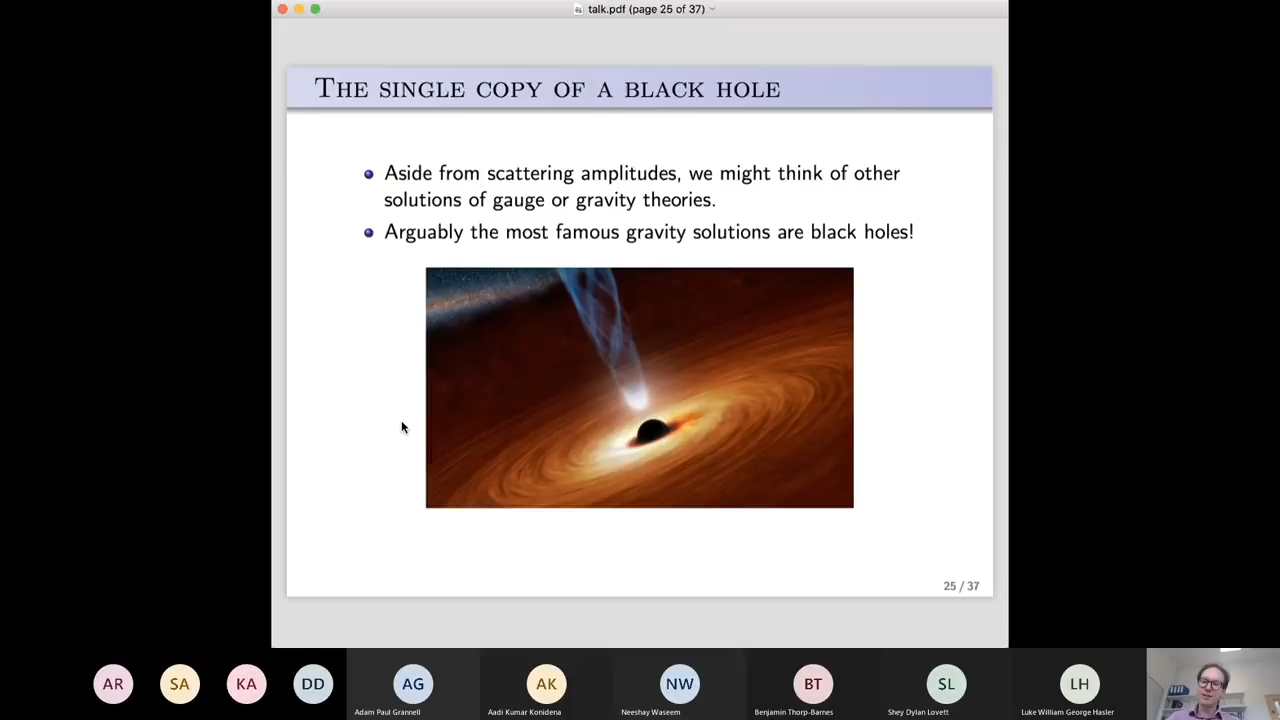 talk.pdf (page 25 of 37)
The single copy of a black hole
Aside from scattering amplitudes, we might think of other
solutions of gauge or gravity theories.
Arguably the most famous gravity solutions are black holes!
25 / 37
AR SA KA DD AG AK NW BT SL LH
Adam Paul Grannell Aadi Kumar Konidena Neeshay Waseem Benjamin Thorp-Barnes Shey Dylan Lovett Luke William George Hasler